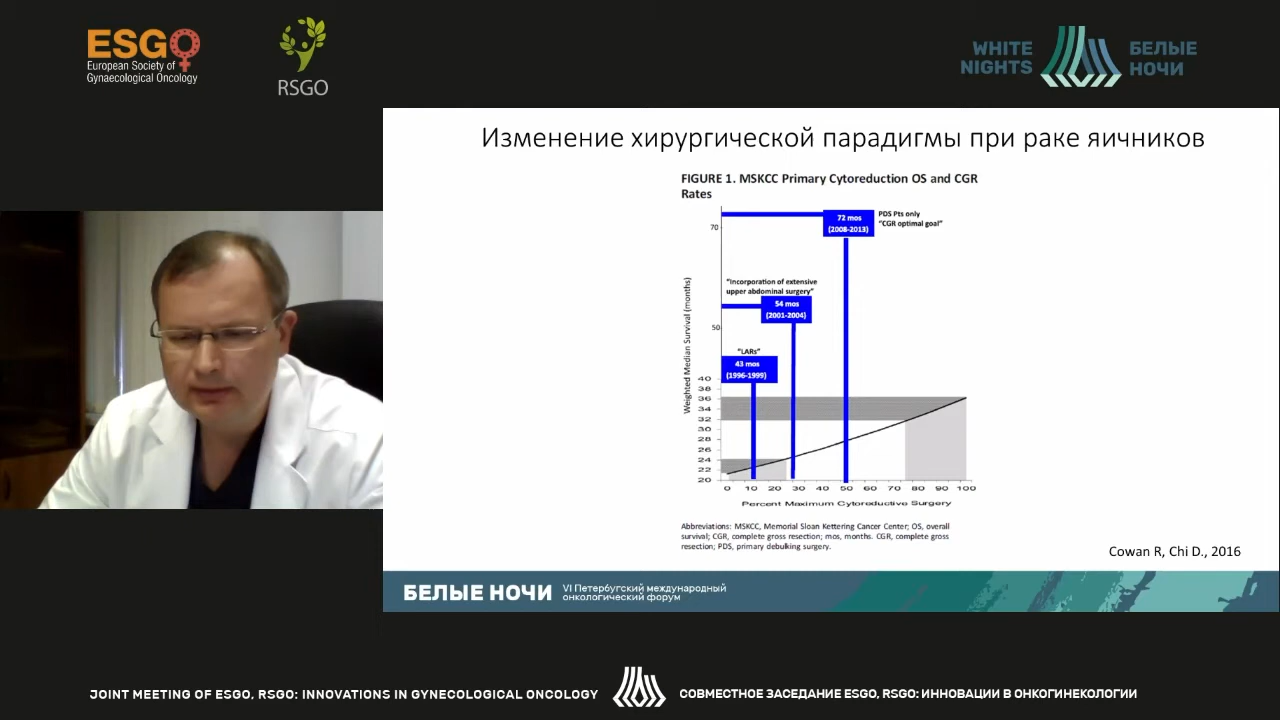 ESGO
European Society of
Gynaecological Oncology
RSGO
WHITE
NIGHTS
БЕЛЫЕ
НОЧИ
Изменение хирургической парадигмы при раке яичников
FIGURE 1. MSKCC Primary Cytoreduction OS and CGR
Rates
72 mos
(2008-2013)
PDS Pts only
"CGR optimal goal"
70
"Incorporation of extensive
upper abdominal surgery"
54 mos
(2001-2004)
50
"LARs"
43 mos
(1996-1999)
Weighted Median Survival (months)
40
38
36
34
32
30
28
26
24
22
20
0 10 20 30 40 50 60 70 80 90 100
Percent Maximum Cytoreductive Surgery
Abbreviations: MSKCC, Memorial Sloan Kettering Cancer Center; OS, overall
survival; CGR, complete gross resection; mos, months. CGR, complete gross
resection; PDS, primary debulking surgery.
Cowan R, Chi D., 2016
БЕЛЫЕ НОЧИ
VI Петербугский международный
онкологический форум
JOINT MEETING OF ESGO, RSGO: INNOVATIONS IN GYNECOLOGICAL ONCOLOGY
СОВМЕСТНОЕ ЗАСЕДАНИЕ ESGO, RSGO: ИННОВАЦИИ В ОНКОГИНЕКОЛОГИИ